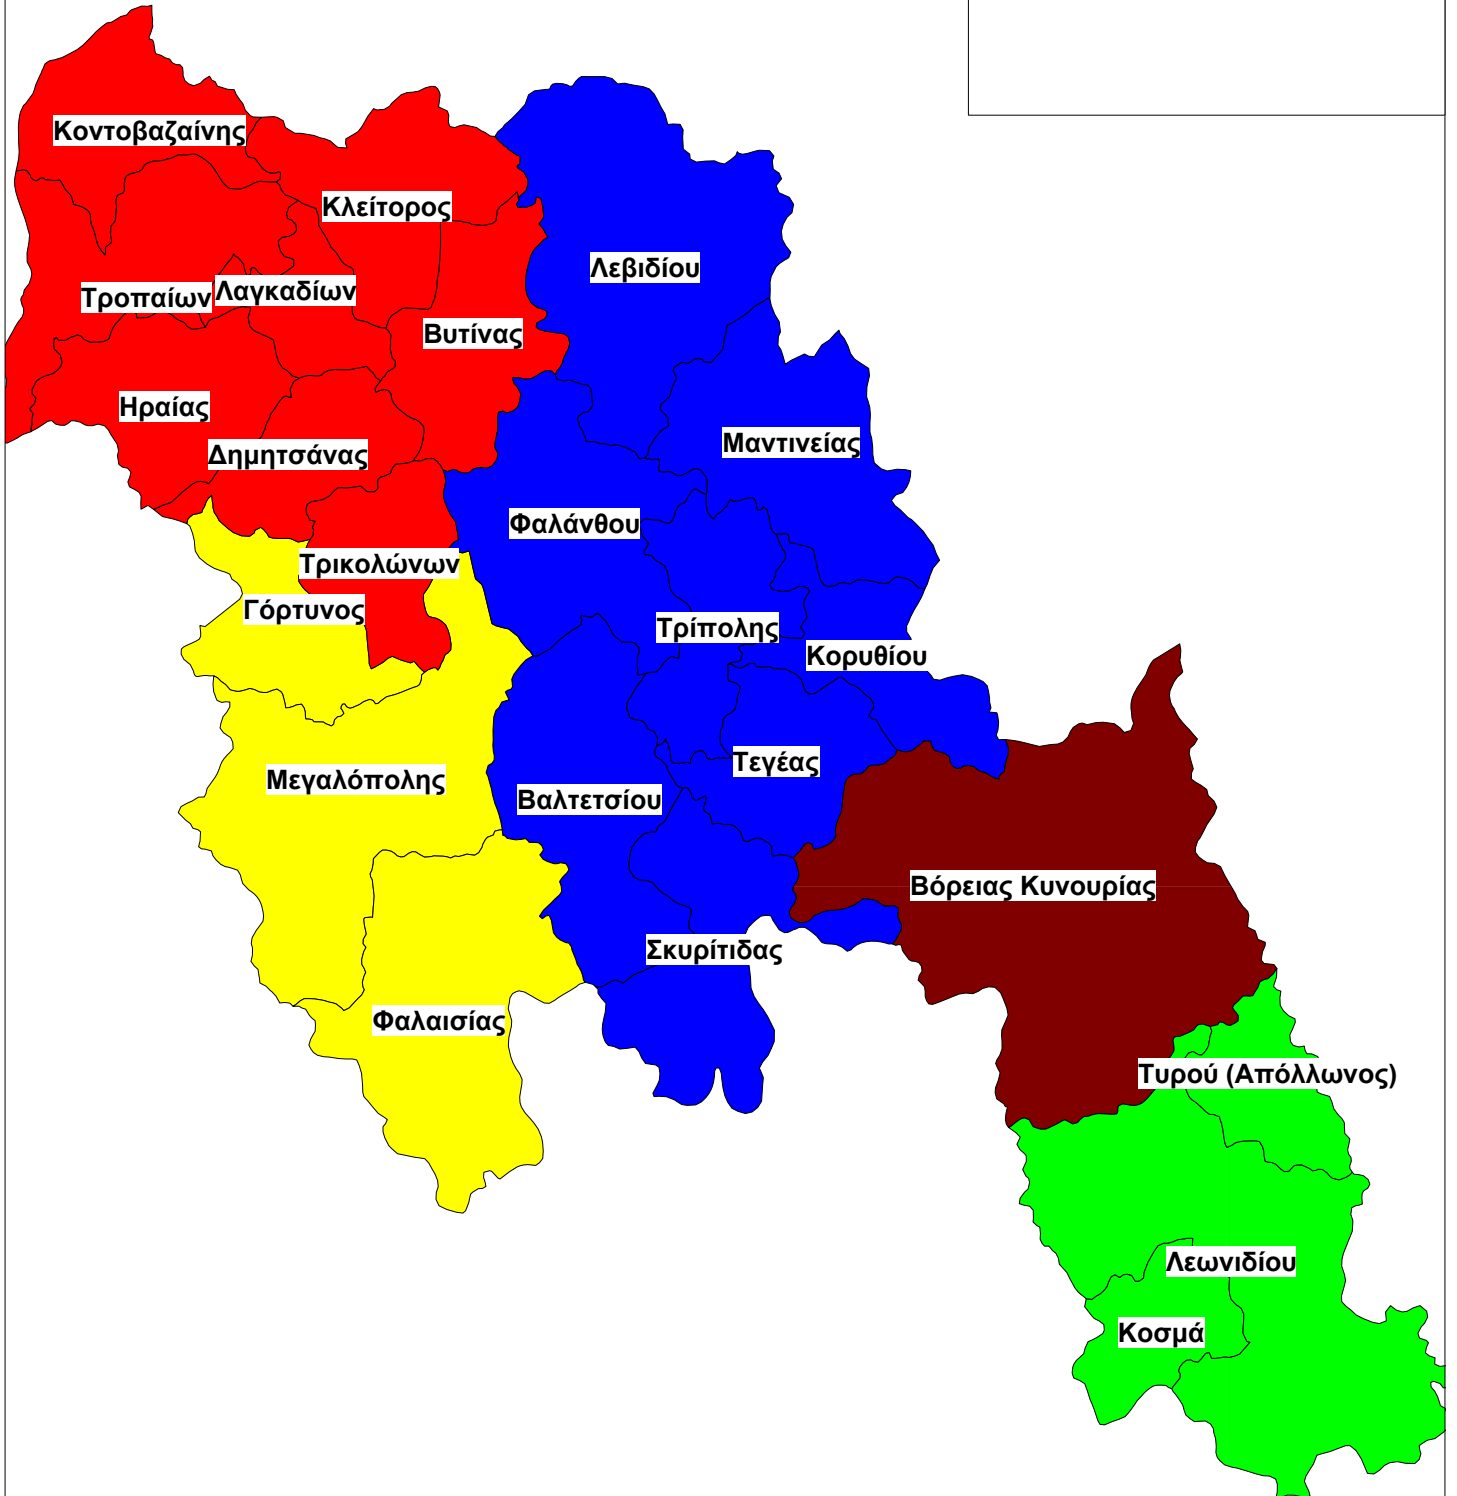 Κοντοβαζαίνης
Κλείτορος
Λεβιδίου
Τροπαίων
Λαγκαδίων
Βυτίνας
Ηραίας
Μαντινείας
Δημητσάνας
Φαλάνθου
Τρικολώνων
Γόρτυνος
Τρίπολης
Κορυθίου
Τεγέας
Μεγαλόπολης
Βαλτετσίου
Βόρειας Κυνουρίας
Σκυρίτιδας
Φαλαισίας
Τυρού (Απόλλωνος)
Λεωνιδίου
Κοσμά